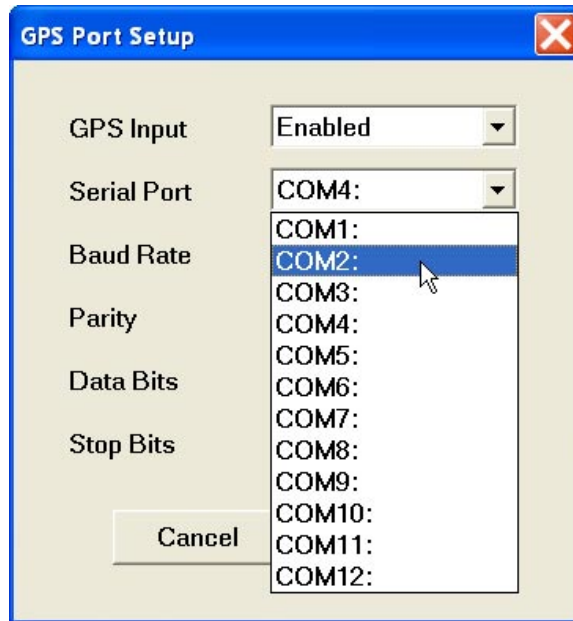 GPS Port Setup
GPS Input Enabled
Serial Port COM4:
COM1:
Baud Rate COM2:
COM3:
Parity COM4:
COM5:
Data Bits COM6:
COM7:
Stop Bits COM8:
COM9:
COM10:
Cancel COM11:
COM12: